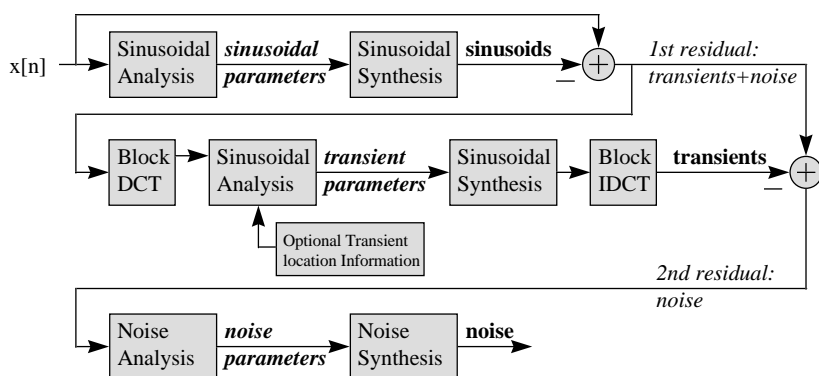 x[n]
Sinusoidal
Analysis
sinusoidal
parameters
Sinusoidal
Synthesis
sinusoids
−
+
1st residual:
transients+noise
Block
DCT
Sinusoidal
Analysis
transient
parameters
Sinusoidal
Synthesis
Block
IDCT
transients
−
+
Optional Transient
location Information
2nd residual:
noise
Noise
Analysis
noise
parameters
Noise
Synthesis
noise